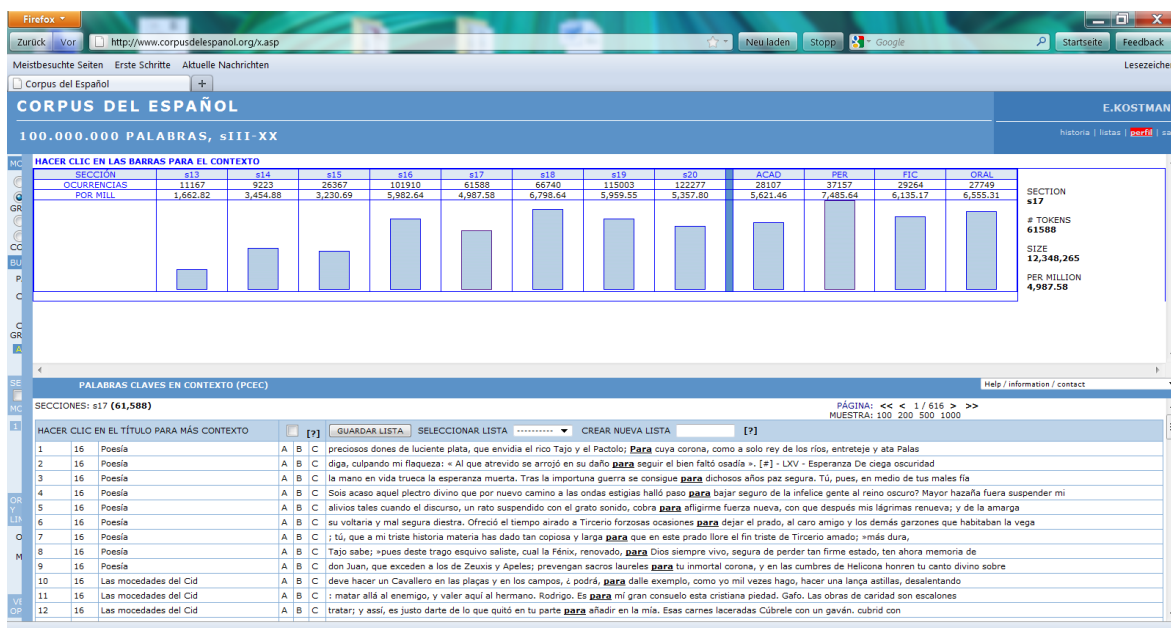 Firefox
Zurück Vor http://www.corpusdelespanol.org/x.asp Neu laden Stopp Google Startseite Feedback
Meistbesuchte Seiten Erste Schritte Aktuelle Nachrichten Lesezeiche
Corpus del Español +
CORPUS DEL ESPAÑOL E.KOSTMAN
100.000.000 PALABRAS, sIII-XX historia | listas | perfil | sa
HACER CLIC EN LAS BARRAS PARA EL CONTEXTO
SECCIÓN s13 s14 s15 s16 s17 s18 s19 s20 ACAD PER FIC ORAL
OCURRENCIAS 11167 9223 26367 101910 61588 66740 115003 122277 28107 37157 29264 27749
POR MILL 1,662.82 3,454.88 3,230.69 5,982.64 4,987.58 6,798.64 5,959.55 5,357.80 5,621.46 7,485.64 6,135.17 6,555.31
SECTION
s17
# TOKENS
61588
SIZE
12,348,265
PER MILLION
4,987.58
PALABRAS CLAVES EN CONTEXTO (PCEC) Help / information / contact
SECCIONES: s17 (61,588) PÁGINA: << < 1 / 616 > >>
MUESTRA: 100 200 500 1000
HACER CLIC EN EL TÍTULO PARA MÁS CONTEXTO [?] GUARDAR LISTA SELECCIONAR LISTA ---------- CREAR NUEVA LISTA [?]
1 16 Poesía A B C preciosos dones de luciente plata, que envidia el rico Tajo y el Pactolo; Para cuya corona, como a solo rey de los ríos, entreteje y ata Palas
2 16 Poesía A B C diga, culpando mi flaqueza: « Al que atrevido se arrojó en su daño para seguir el bien faltó osadía ». [#] - LXV - Esperanza De ciega oscuridad
3 16 Poesía A B C la mano en vida trueca la esperanza muerta. Tras la importuna guerra se consigue para dichosos años paz segura. Tú, pues, en medio de tus males fía
4 16 Poesía A B C Sois acaso aquel plectro divino que por nuevo camino a las ondas estigias halló paso para bajar seguro de la infelice gente al reino oscuro? Mayor hazaña fuera suspender mi
5 16 Poesía A B C alivios tales cuando el discurso, un rato suspendido con el grato sonido, cobra para afligirme fuerza nueva, con que después mis lágrimas renueva; y de la amarga
6 16 Poesía A B C su voltaria y mal segura diestra. Ofreció el tiempo airado a Tircerio forzosas ocasiones para dejar el prado, al caro amigo y los demás garzones que habitaban la vega
7 16 Poesía A B C ; tú, que a mi triste historia materia has dado tan copiosa y larga para que en este prado llore el fin triste de Tircerio amado; »más dura,
8 16 Poesía A B C Tajo sabe; »pues deste trago esquivo saliste, cual la Fénix, renovado, para Dios siempre vivo, segura de perder tan firme estado, ten ahora memoria de
9 16 Poesía A B C don Juan, que exceden a los de Zeuxis y Apeles; prevengan sacros laureles para tu inmortal corona, y en las cumbres de Helicona honren tu canto divino sobre
10 16 Las mocedades del Cid A B C deve hacer un Cavallero en las plaças y en los campos, ¿ podrá, para dalle exemplo, como yo mil vezes hago, hacer una lança astillas, desalentando
11 16 Las mocedades del Cid A B C : matar allá al enemigo, y valer aquí al hermano. Rodrigo. Es para mí gran consuelo esta cristiana piedad. Gafo. Las obras de caridad son escalones
12 16 Las mocedades del Cid A B C tratar; y assí, es justo darte de lo que quitó en tu parte para añadir en la mía. Esas carnes laceradas Cúbrele con un gaván. cubrid con